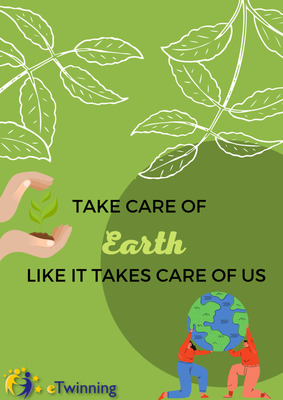 TAKE CARE OF
Earth
LIKE IT TAKES CARE OF US
eTwinning